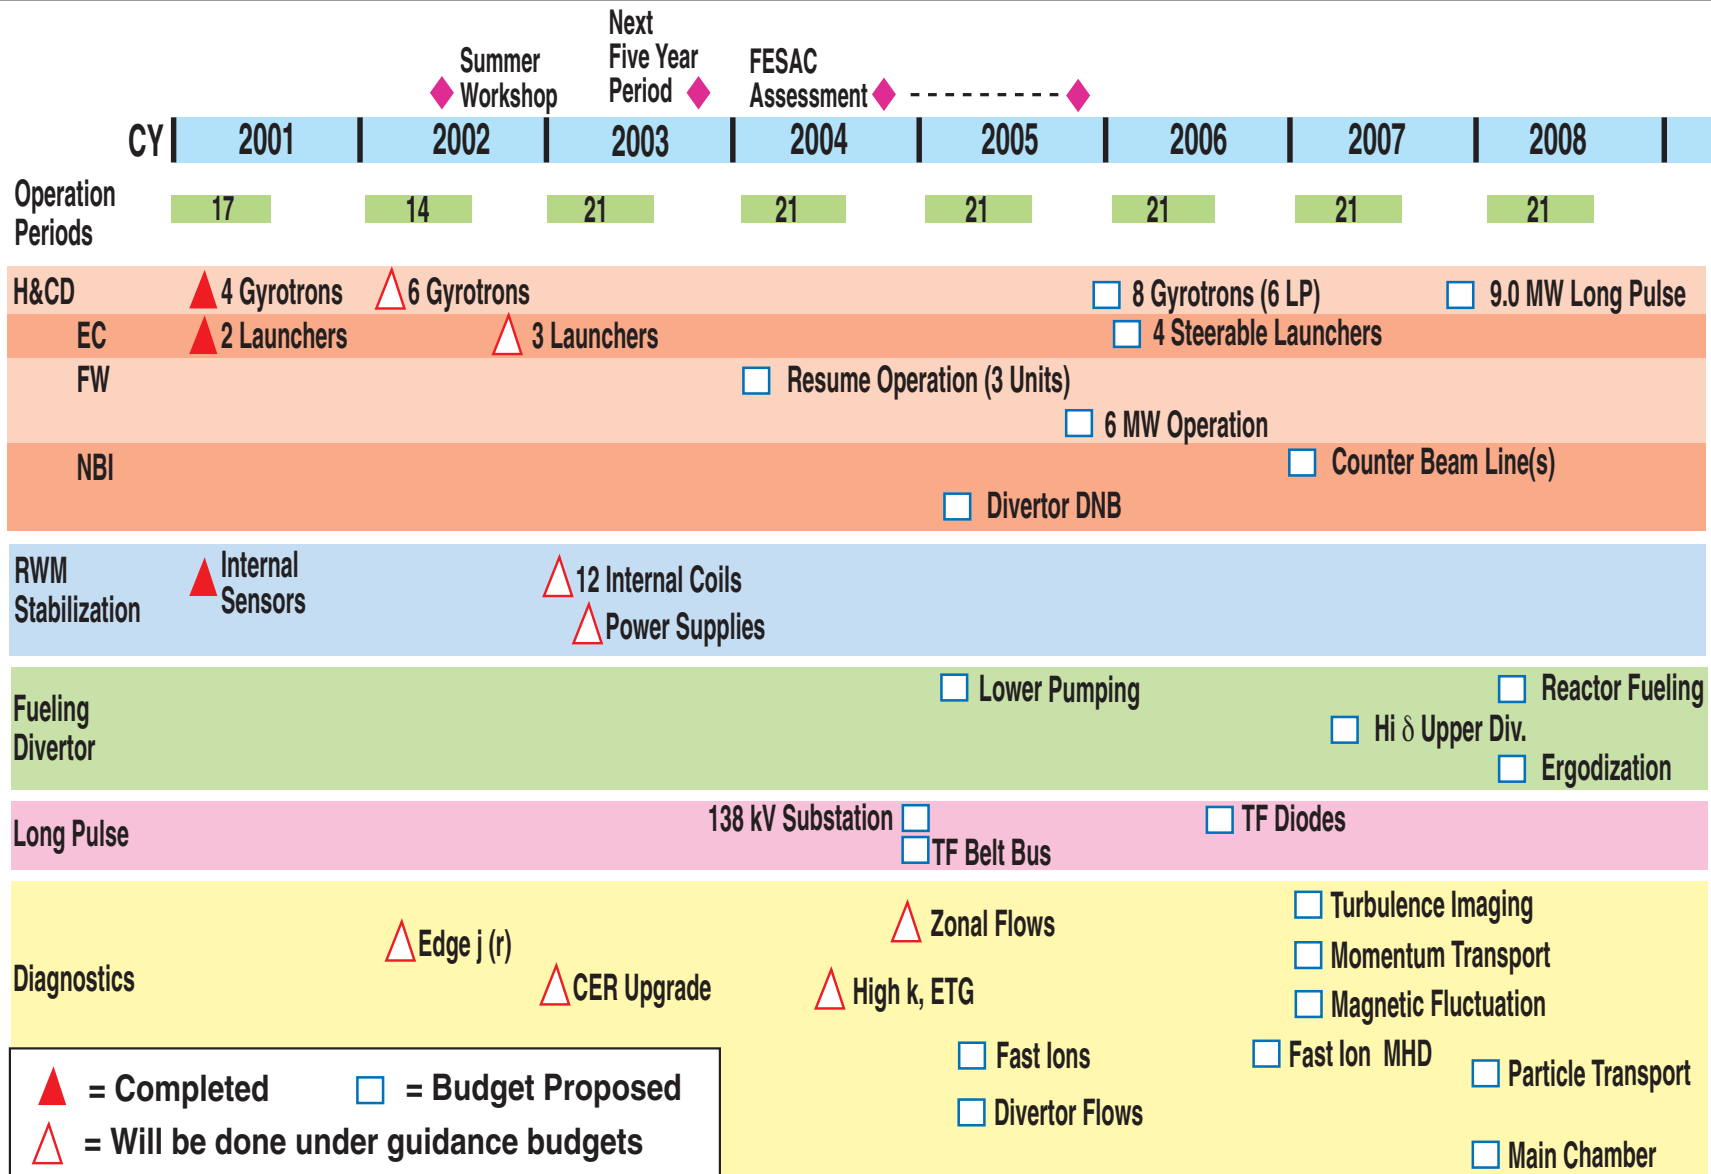 Next
Five Year
Period
Summer
Workshop
FESAC
Assessment
CY 2001 2002 2003 2004 2005 2006 2007 2008
Operation
Periods
17 14 21 21 21 21 21 21
H&CD 4 Gyrotrons 6 Gyrotrons 8 Gyrotrons (6 LP) 9.0 MW Long Pulse
EC 2 Launchers 3 Launchers 4 Steerable Launchers
FW Resume Operation (3 Units)
6 MW Operation
NBI Counter Beam Line(s)
Divertor DNB
RWM
Stabilization
Internal
Sensors
12 Internal Coils
Power Supplies
Fueling
Divertor
Lower Pumping Reactor Fueling
Hi δ Upper Div.
Ergodization
Long Pulse
138 kV Substation TF Diodes
TF Belt Bus
Diagnostics
Edge j (r)
CER Upgrade
Zonal Flows
High k, ETG
Turbulence Imaging
Momentum Transport
Magnetic Fluctuation
Fast Ions Fast Ion MHD Particle Transport
Divertor Flows
Main Chamber
= Completed = Budget Proposed
= Will be done under guidance budgets